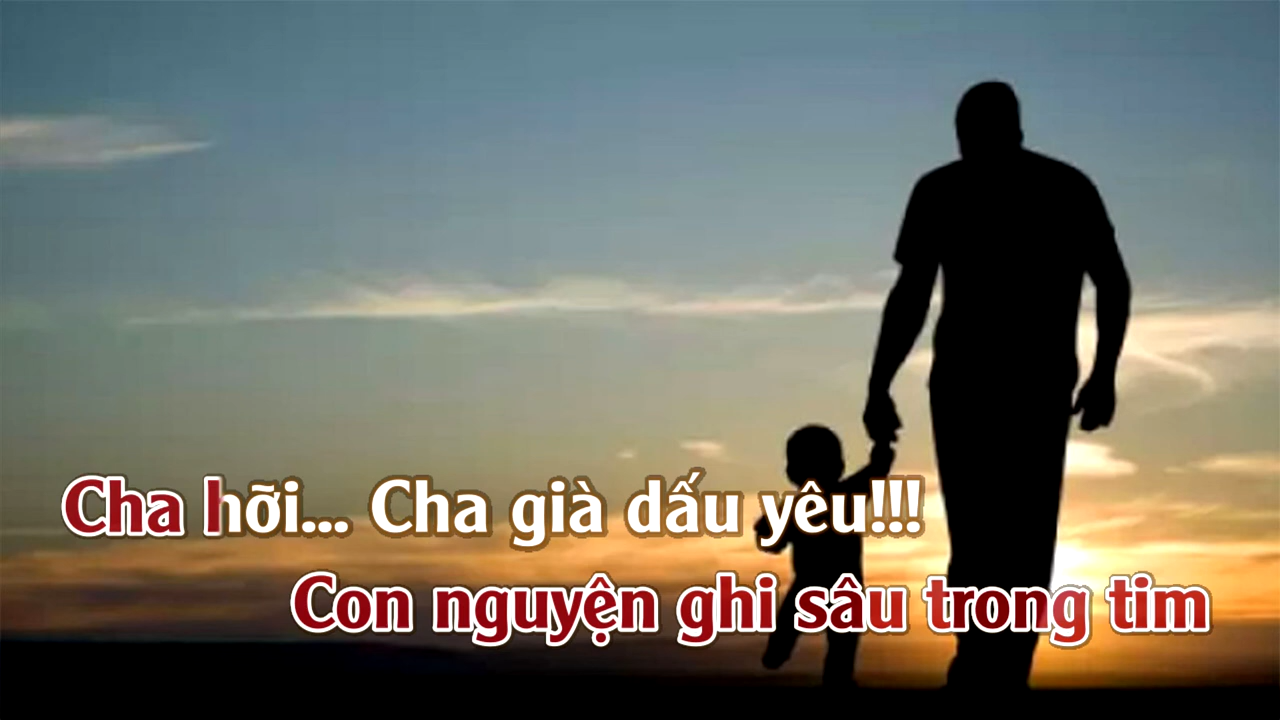 Cha hỡi... Cha già dấu yêu!!!
Con nguyện ghi sâu trong tim